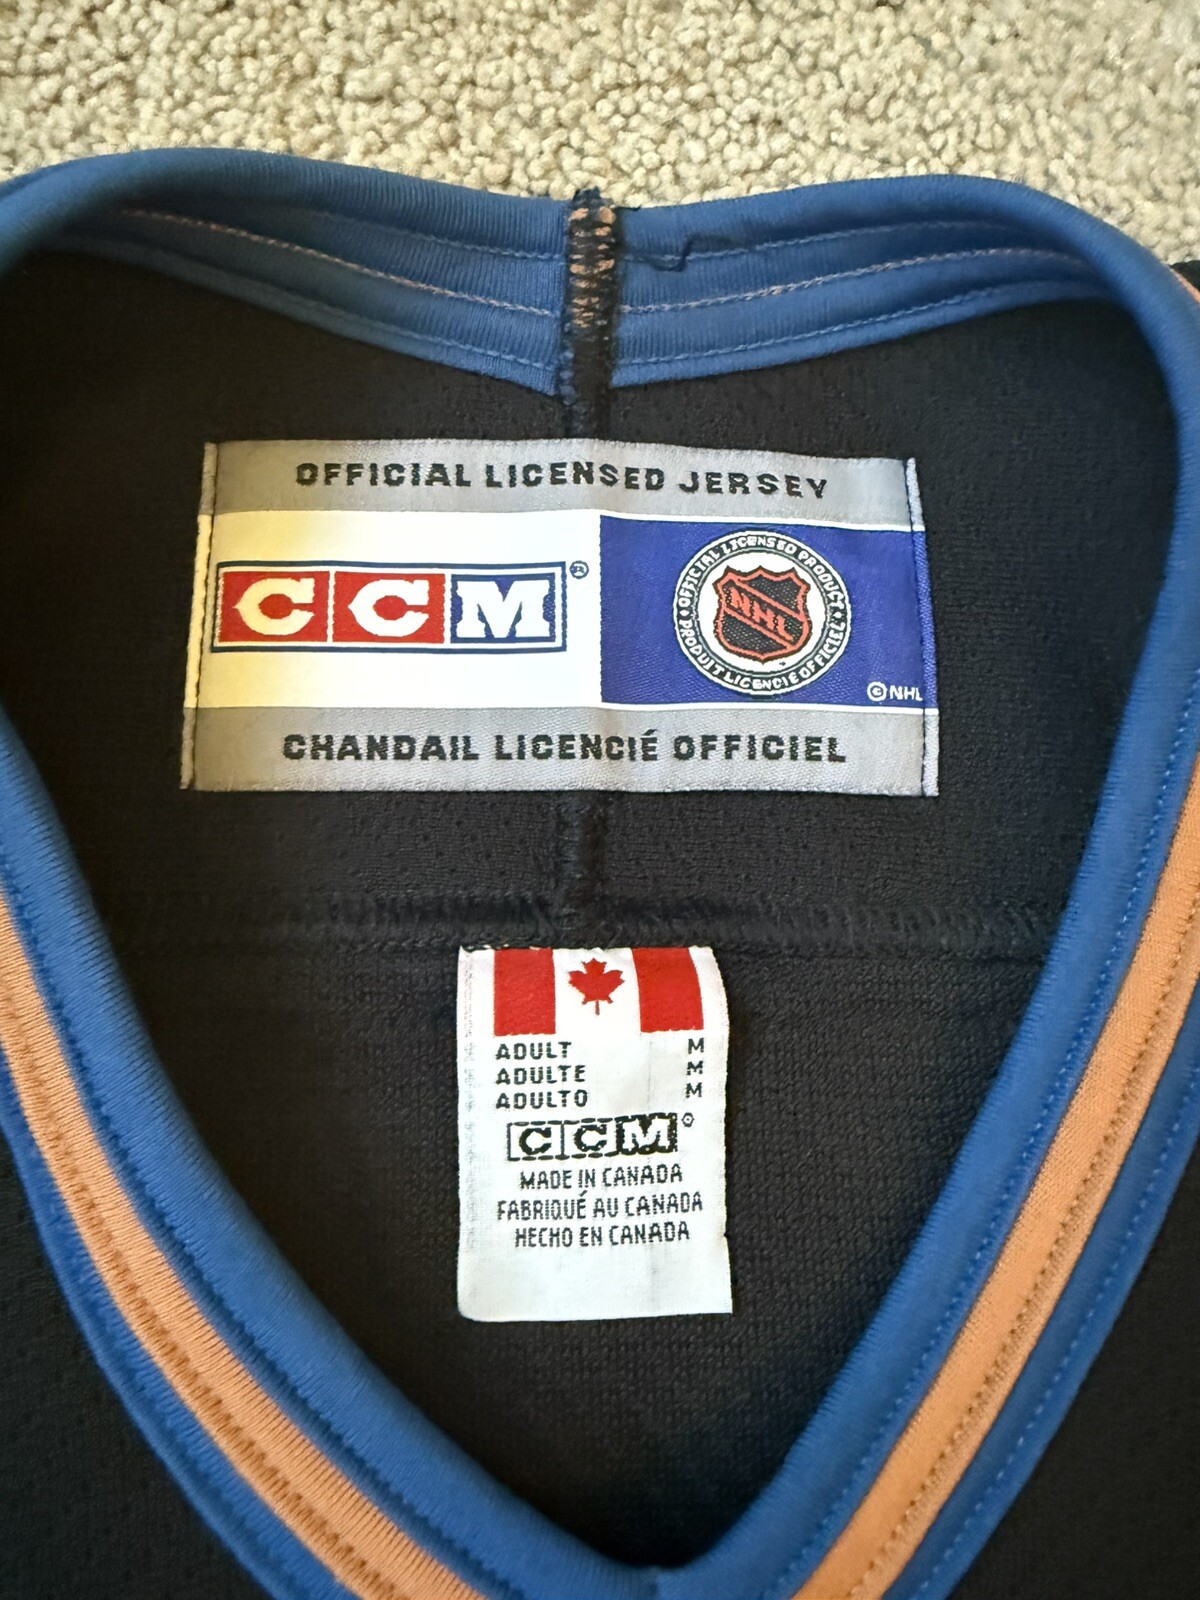 OFFICIAL LICENSED JERSEY
CCM®
OFFICIAL LICENSED PRODUCT
NHL
PRODUIT LICENCIÉ OFFICIEL
©NHL
CHANDAIL LICENCIÉ OFFICIEL
ADULT M
ADULTE M
ADULTO M
CCM
MADE IN CANADA
FABRIQUÉ AU CANADA
HECHO EN CANADA